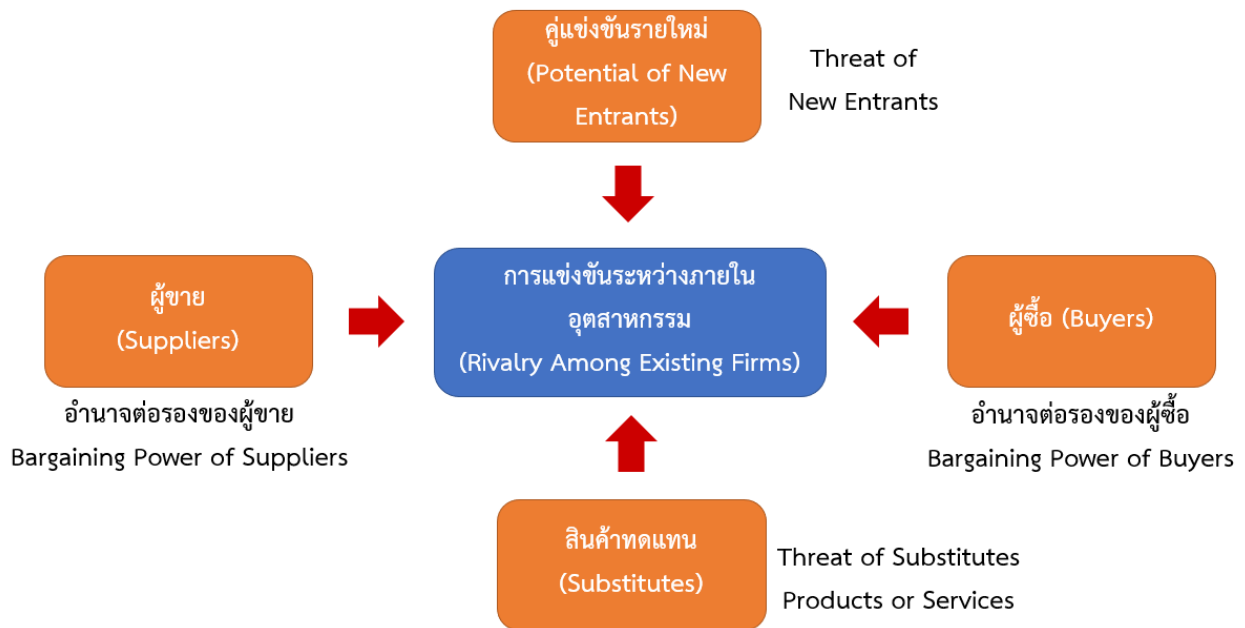 คู่แข่งขันรายใหม่
(Potential of New
Entrants)
Threat of
New Entrants
ผู้ขาย
(Suppliers)
อำนาจต่อรองของผู้ขาย
Bargaining Power of Suppliers
การแข่งขันระหว่างภายใน
อุตสาหกรรม
(Rivalry Among Existing Firms)
ผู้ซื้อ (Buyers)
อำนาจต่อรองของผู้ซื้อ
Bargaining Power of Buyers
สินค้าทดแทน
(Substitutes)
Threat of Substitutes
Products or Services